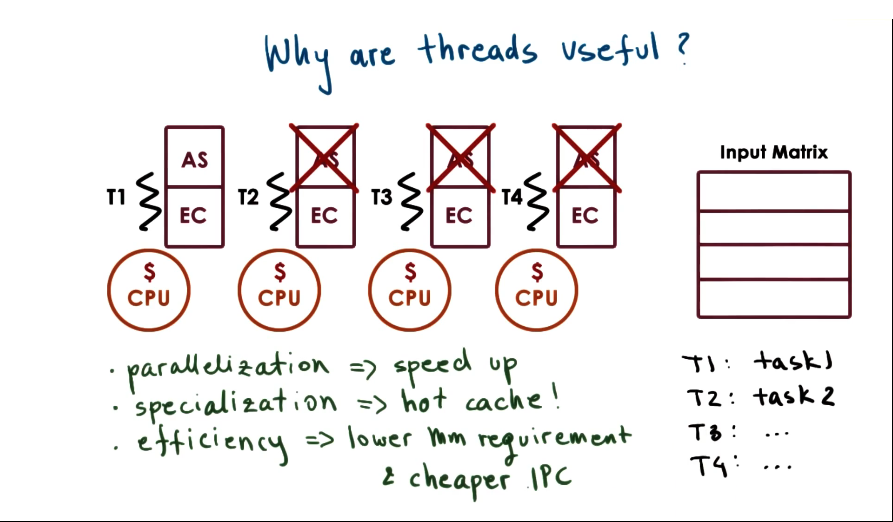 Why are threads useful?
AS AS AS AS
Input Matrix
T1 T2 T3 T4
EC EC EC EC
$ $ $ $
CPU CPU CPU CPU
· parallelization => speed up
· specialization => hot cache!
· efficiency => lower mm requirement
& cheaper IPC
T1: task1
T2: task2
T3: ...
T4: ...